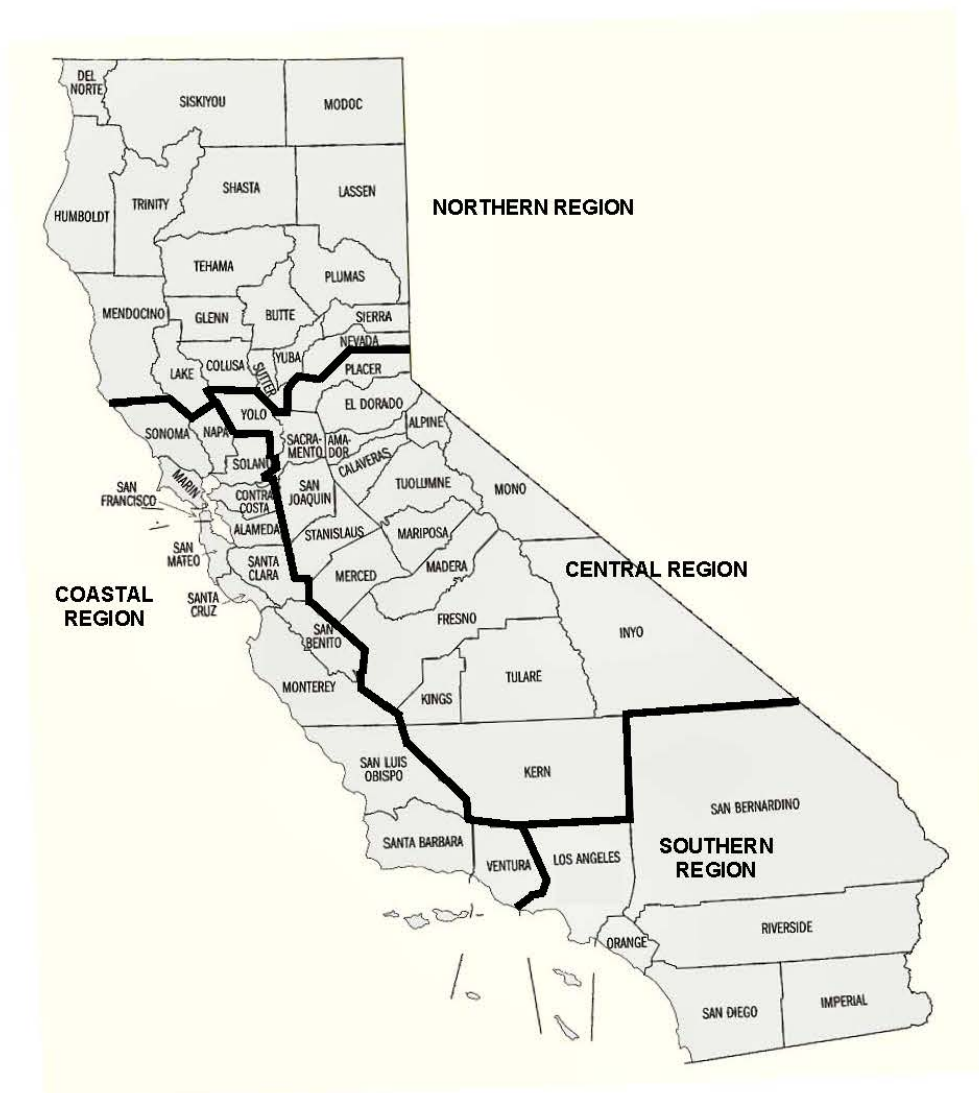 DEL
NORTE
SISKIYOU
MODOC
HUMBOLDT
TRINITY
SHASTA
LASSEN
NORTHERN REGION
TEHAMA
PLUMAS
MENDOCINO
GLENN
BUTTE
SIERRA
NEVADA
LAKE
COLUSA
SUTTER
YUBA
PLACER
YOLO
EL DORADO
SONOMA
NAPA
SACRA-
MENTO
AMA-
DOR
ALPINE
SOLANO
CALAVERAS
MARIN
SAN
FRANCISCO
CONTRA
COSTA
SAN
JOAQUIN
TUOLUMNE
MONO
ALAMEDA
STANISLAUS
MARIPOSA
SAN
MATEO
SANTA
CLARA
MERCED
MADERA
CENTRAL REGION
COASTAL
REGION
SANTA
CRUZ
SAN
BENITO
FRESNO
INYO
MONTEREY
KINGS
TULARE
SAN LUIS
OBISPO
KERN
SAN BERNARDINO
SANTA BARBARA
VENTURA
LOS ANGELES
SOUTHERN
REGION
ORANGE
RIVERSIDE
SAN DIEGO
IMPERIAL